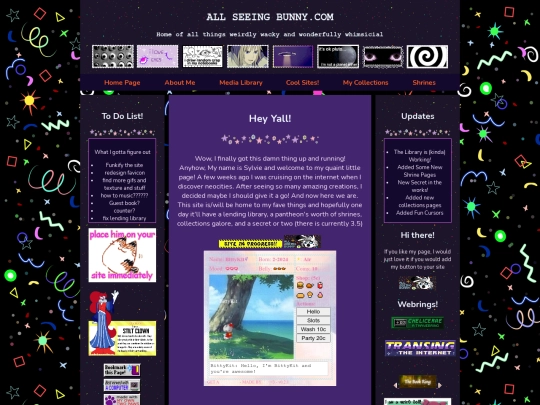 ALL SEEING BUNNY.COM
Home of all things weirdly wacky and wonderfully whimsical
it's ok pluto.
i'm not a planet either
Home Page
About Me
Media Library
Cool Sites!
My Collections
Shrines
To Do List!
What I gotta figure out
Funkify the site
redesign favicon
find more gifs and
texture and stuff
how to music??????
Guest book?
counter?
fix lending library
place him on your
site immediately
Bookmark
this Page!
Hey Yall!
Wow, I finally got this damn thing up and running!
Anyhow, My name is Sylvie and welcome to my quaint little
page! A few weeks ago I was cruising on the internet when I
discover neocities. After seeing so many amazing creations, I
decided maybe I should give it a go! And now here we are.
This site is/will be home to my fave things and hopefully one
day it'll have a lending library, a pantheon's worth of shrines,
collections galore, and a secret or two (there is currently 3.5)
SITE IN PROGRESS!!
Hello
Slots
Wash 10c
Party 20c
BittyKit: Hello, I'm BittyKit and
you're awesome!
Updates
The Library is (kinda)
Working!
Added Some New
Shrine Pages
New Secret in the
works!
Added new
collections pages
Added Fun Cursors
Hi there!
If you like my page, I would
just love it if you would add
my button to your site
Webrings!
CHELICERAE
TRANSING
THE INTERNET